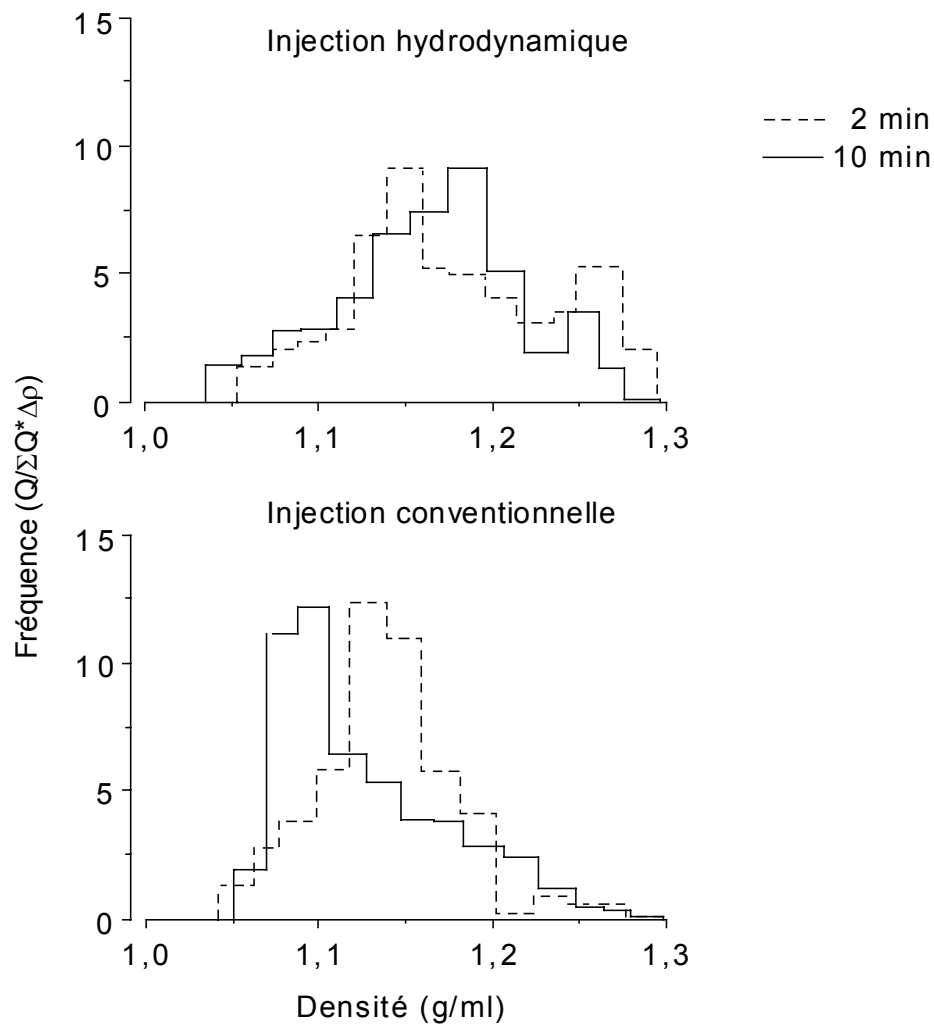 Injection hydrodynamique
2 min
10 min
15
10
5
0
1,0 1,1 1,2 1,3
Fréquence (Q/ΣQ*Δρ)
Injection conventionnelle
15
10
5
0
1,0 1,1 1,2 1,3
Densité (g/ml)